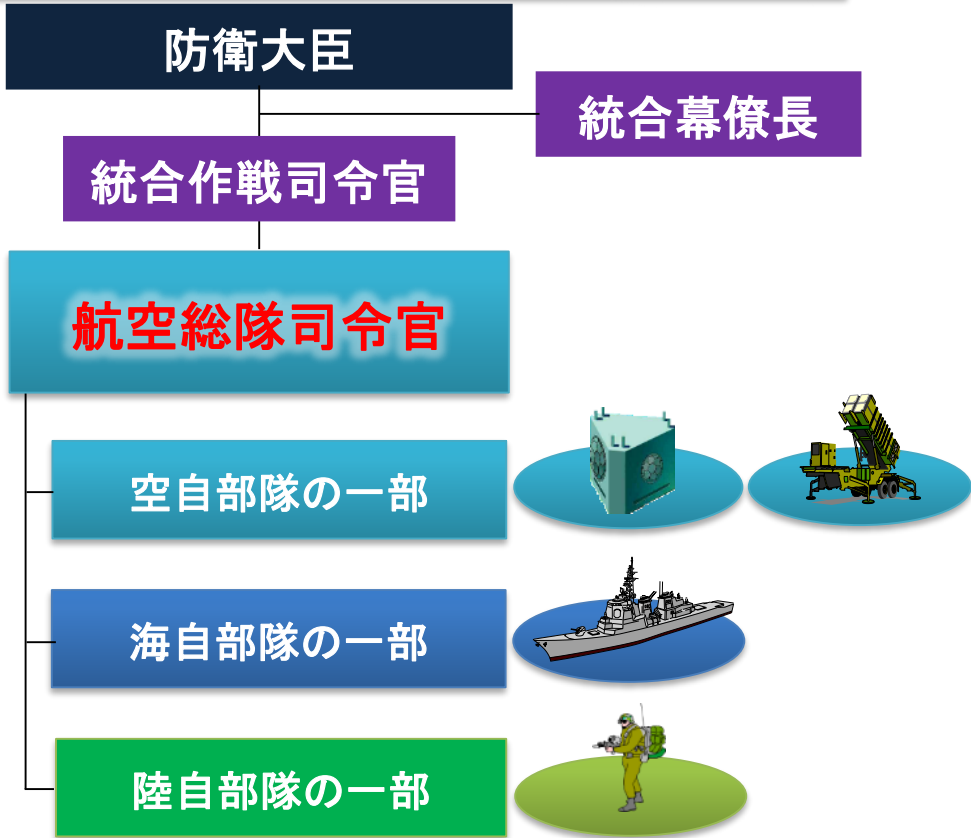 防衛大臣
統合幕僚長
統合作戦司令官
航空総隊司令官
空自部隊の一部
海自部隊の一部
陸自部隊の一部